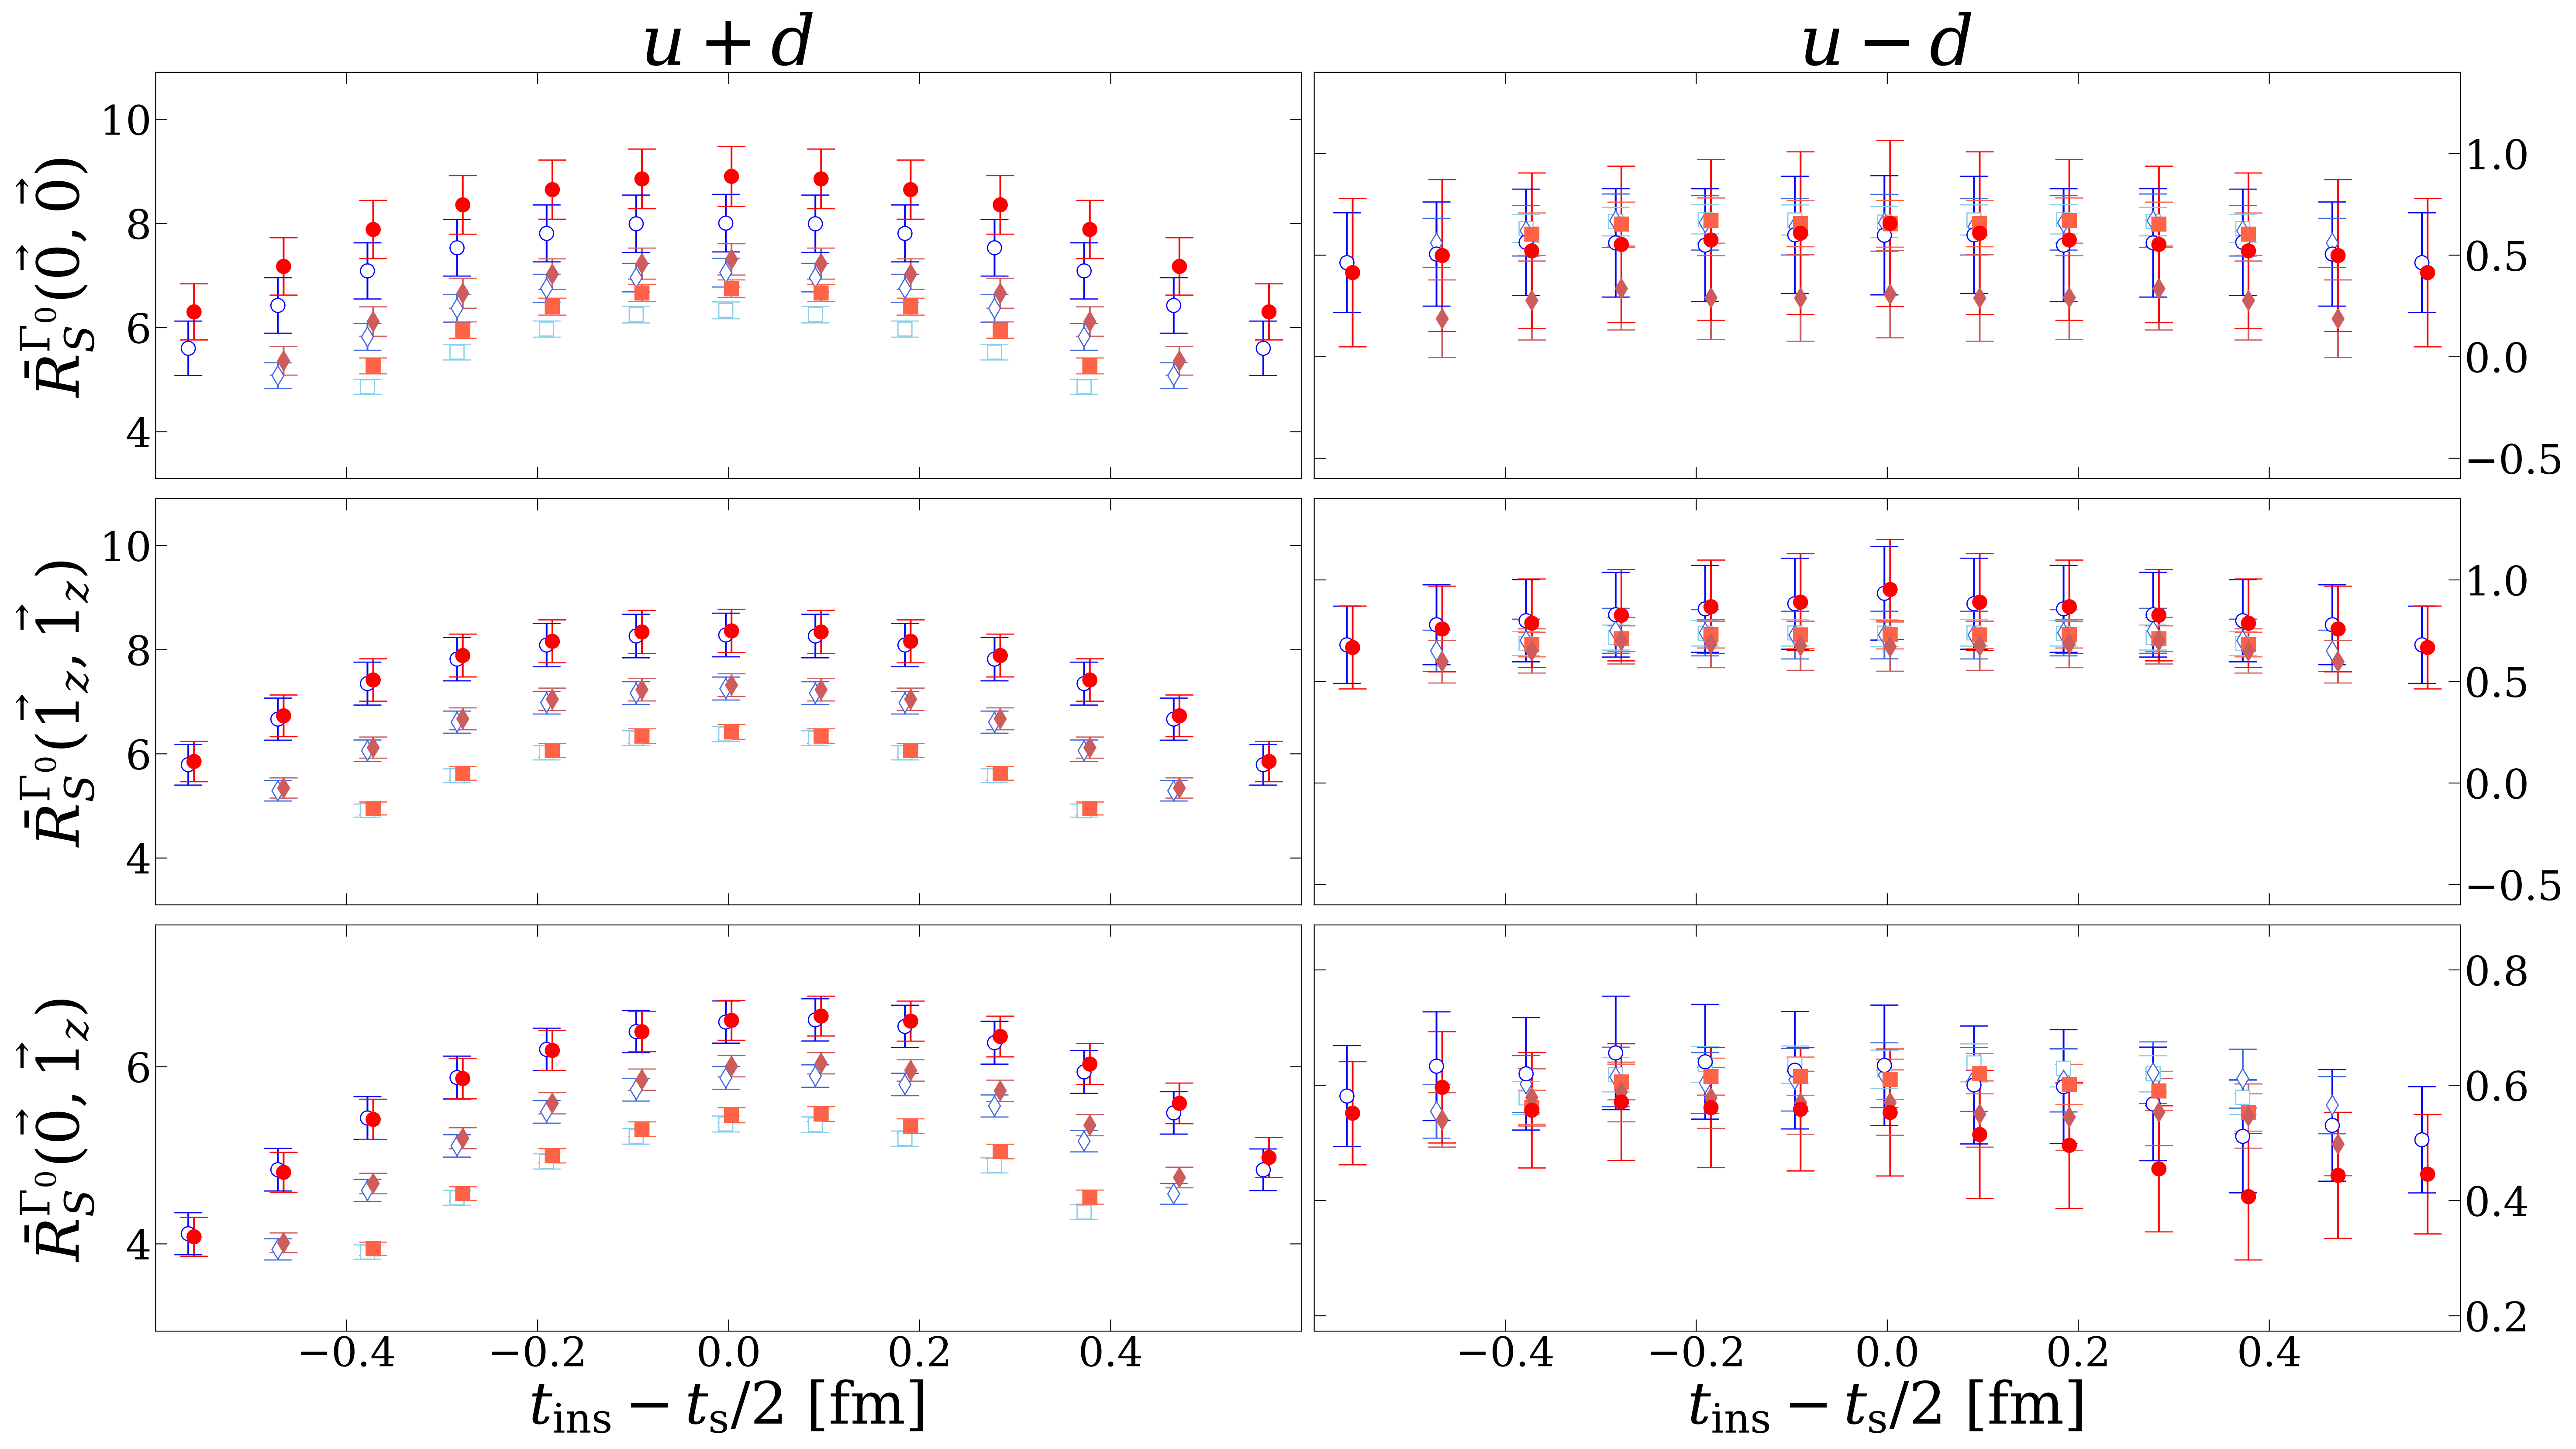 u + d
u − d
R̄_S^{Γ^0}(0⃗, 0⃗)
10
8
6
4
1.0
0.5
0.0
−0.5
R̄_S^{Γ^0}(1⃗_z, 1⃗_z)
10
8
6
4
1.0
0.5
0.0
−0.5
R̄_S^{Γ^0}(0⃗, 1⃗_z)
6
4
0.8
0.6
0.4
0.2
−0.4 −0.2 0.0 0.2 0.4
−0.4 −0.2 0.0 0.2 0.4
t_ins − t_s/2 [fm]
t_ins − t_s/2 [fm]